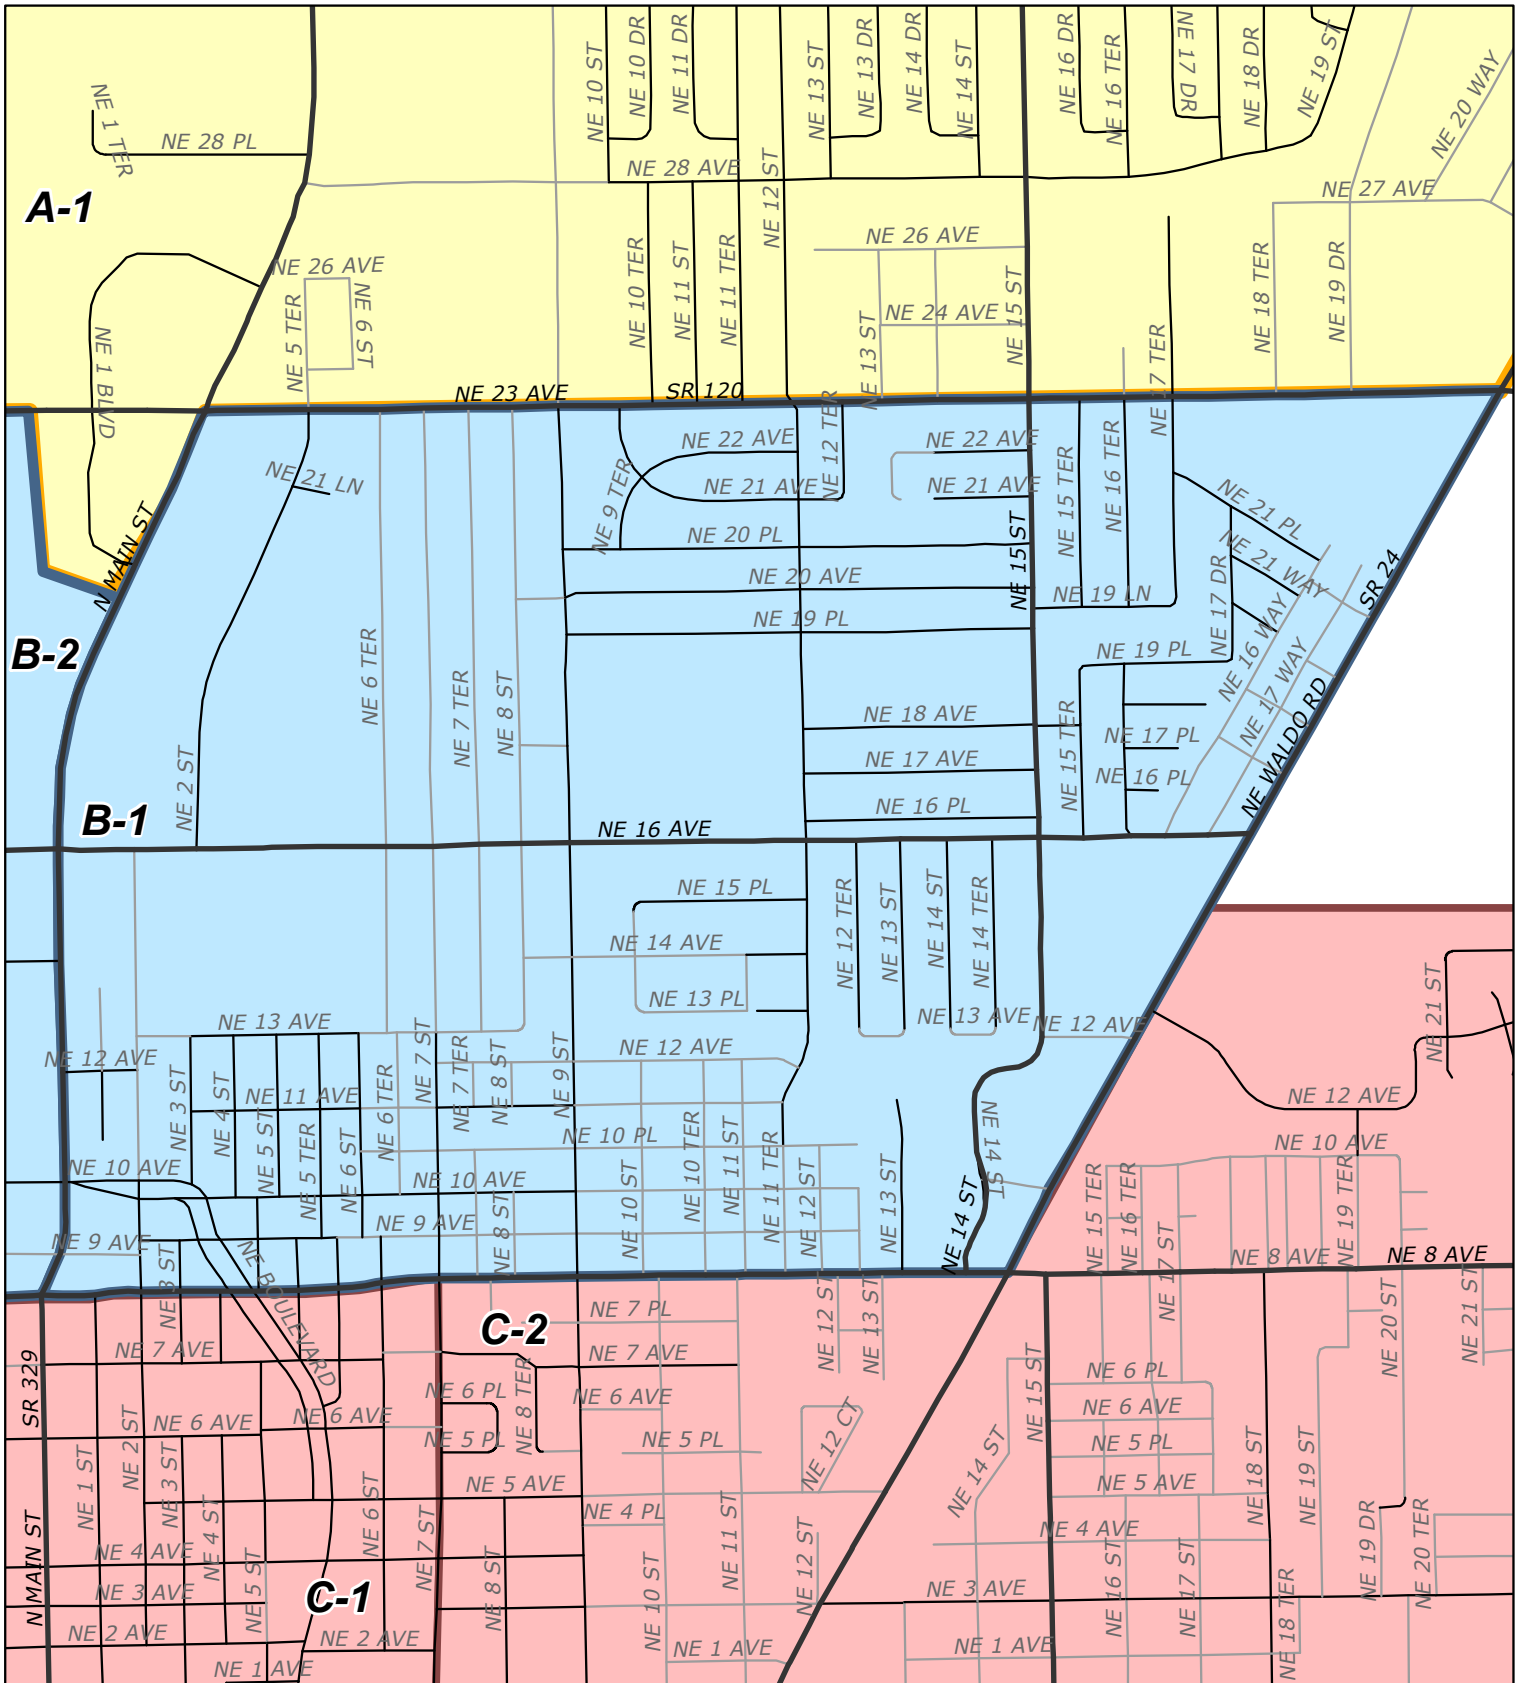 NE 10 ST
NE 10 DR
NE 11 DR
NE 13 ST
NE 13 DR
NE 14 DR
NE 14 ST
NE 16 DR
NE 16 TER
NE 17 DR
NE 18 DR
NE 19 ST
NE 20 WAY
NE 1 TER
NE 28 PL
NE 28 AVE
NE 12 ST
NE 27 AVE
A-1
NE 26 AVE
NE 26 AVE
NE 5 TER
NE 6 ST
NE 10 TER
NE 11 ST
NE 11 TER
NE 24 AVE
NE 13 ST
NE 15 ST
NE 17 TER
NE 18 TER
NE 19 DR
NE 1 BLVD
NE 23 AVE
SR 120
NE 22 AVE
NE 12 TER
NE 22 AVE
NE 21 LN
NE 9 TER
NE 21 AVE
NE 21 AVE
NE 15 TER
NE 16 TER
NE 21 PL
N MAIN ST
NE 20 PL
NE 15 ST
NE 21 WAY
SR 24
NE 20 AVE
NE 19 LN
NE 17 DR
NE 19 PL
B-2
NE 6 TER
NE 7 TER
NE 8 ST
NE 19 PL
NE 16 WAY
NE 17 WAY
NE 18 AVE
NE 15 TER
NE 17 PL
NE WALDO RD
NE 2 ST
NE 17 AVE
NE 16 PL
B-1
NE 16 AVE
NE 16 PL
NE 15 PL
NE 12 TER
NE 13 ST
NE 14 ST
NE 14 TER
NE 14 AVE
NE 13 PL
NE 21 ST
NE 13 AVE
NE 13 AVE
NE 12 AVE
NE 12 AVE
NE 12 AVE
NE 7 ST
NE 7 TER
NE 8 ST
NE 9 ST
NE 3 ST
NE 4 ST
NE 11 AVE
NE 6 TER
NE 12 AVE
NE 5 ST
NE 5 TER
NE 6 ST
NE 10 PL
NE 10 TER
NE 11 ST
NE 11 TER
NE 14 ST
NE 10 AVE
NE 10 AVE
NE 10 AVE
NE 10 ST
NE 12 ST
NE 13 ST
NE 14 ST
NE 15 TER
NE 16 TER
NE 19 TER
NE 9 AVE
NE 9 AVE
NE 8 ST
NE 17 ST
NE 8 AVE
NE 8 AVE
NE 3 ST
NE BOULEVARD
NE 7 PL
C-2
NE 12 ST
NE 13 ST
NE 20 ST
NE 21 ST
NE 7 AVE
NE 7 AVE
SR 329
NE 6 PL
NE 8 TER
NE 6 AVE
NE 15 ST
NE 6 PL
NE 2 ST
NE 6 AVE
NE 6 AVE
NE 6 AVE
NE 5 PL
NE 5 PL
NE 12 CT
NE 14 ST
NE 5 PL
NE 18 ST
NE 19 ST
NE 1 ST
NE 3 ST
NE 6 ST
NE 5 AVE
NE 5 AVE
NE 4 ST
NE 7 ST
NE 4 PL
NE 11 ST
NE 12 ST
NE 4 AVE
NE 19 DR
NE 20 TER
N MAIN ST
NE 4 AVE
NE 5 ST
NE 8 ST
NE 10 ST
NE 16 ST
NE 17 ST
NE 3 AVE
C-1
NE 3 AVE
NE 18 TER
NE 2 AVE
NE 2 AVE
NE 1 AVE
NE 1 AVE
NE 1 AVE